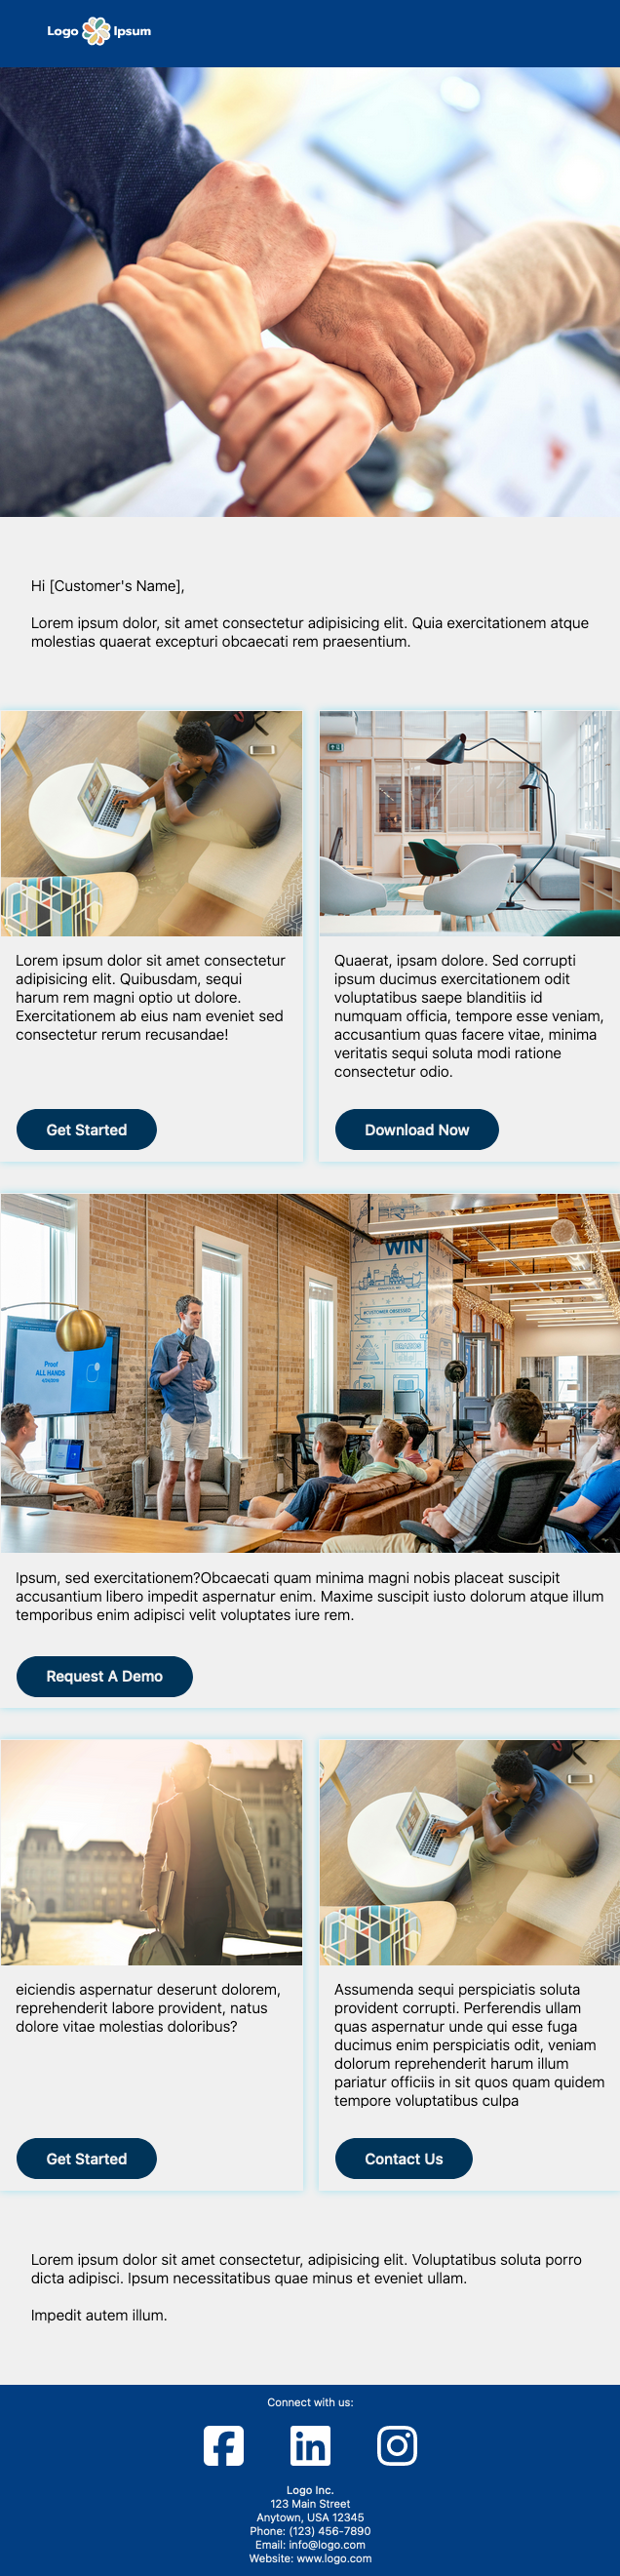 Logo Ipsum
Hi [Customer's Name],
Lorem ipsum dolor, sit amet consectetur adipisicing elit. Quia exercitationem atque
molestias quaerat excepturi obcaecati rem praesentium.
Lorem ipsum dolor sit amet consectetur
adipisicing elit. Quibusdam, sequi
harum rem magni optio ut dolore.
Exercitationem ab eius nam eveniet sed
consectetur rerum recusandae!
Get Started
Quaerat, ipsam dolore. Sed corrupti
ipsum ducimus exercitationem odit
voluptatibus saepe blanditiis id
numquam officia, tempore esse veniam,
accusantium quas facere vitae, minima
veritatis sequi soluta modi ratione
consectetur odio.
Download Now
WIN
CUSTOMER OBSESSED
Proof
ALL HANDS
Ipsum, sed exercitationem?Obcaecati quam minima magni nobis placeat suscipit
accusantium libero impedit aspernatur enim. Maxime suscipit iusto dolorum atque illum
temporibus enim adipisci velit voluptates iure rem.
Request A Demo
eiciendis aspernatur deserunt dolorem,
reprehenderit labore provident, natus
dolore vitae molestias doloribus?
Get Started
Assumenda sequi perspiciatis soluta
provident corrupti. Perferendis ullam
quas aspernatur unde qui esse fuga
ducimus enim perspiciatis odit, veniam
dolorum reprehenderit harum illum
pariatur officiis in sit quos quam quidem
tempore voluptatibus culpa
Contact Us
Lorem ipsum dolor sit amet consectetur, adipisicing elit. Voluptatibus soluta porro
dicta adipisci. Ipsum necessitatibus quae minus et eveniet ullam.
Impedit autem illum.
Connect with us:
Logo Inc.
123 Main Street
Anytown, USA 12345
Phone: (123) 456-7890
Email: info@logo.com
Website: www.logo.com